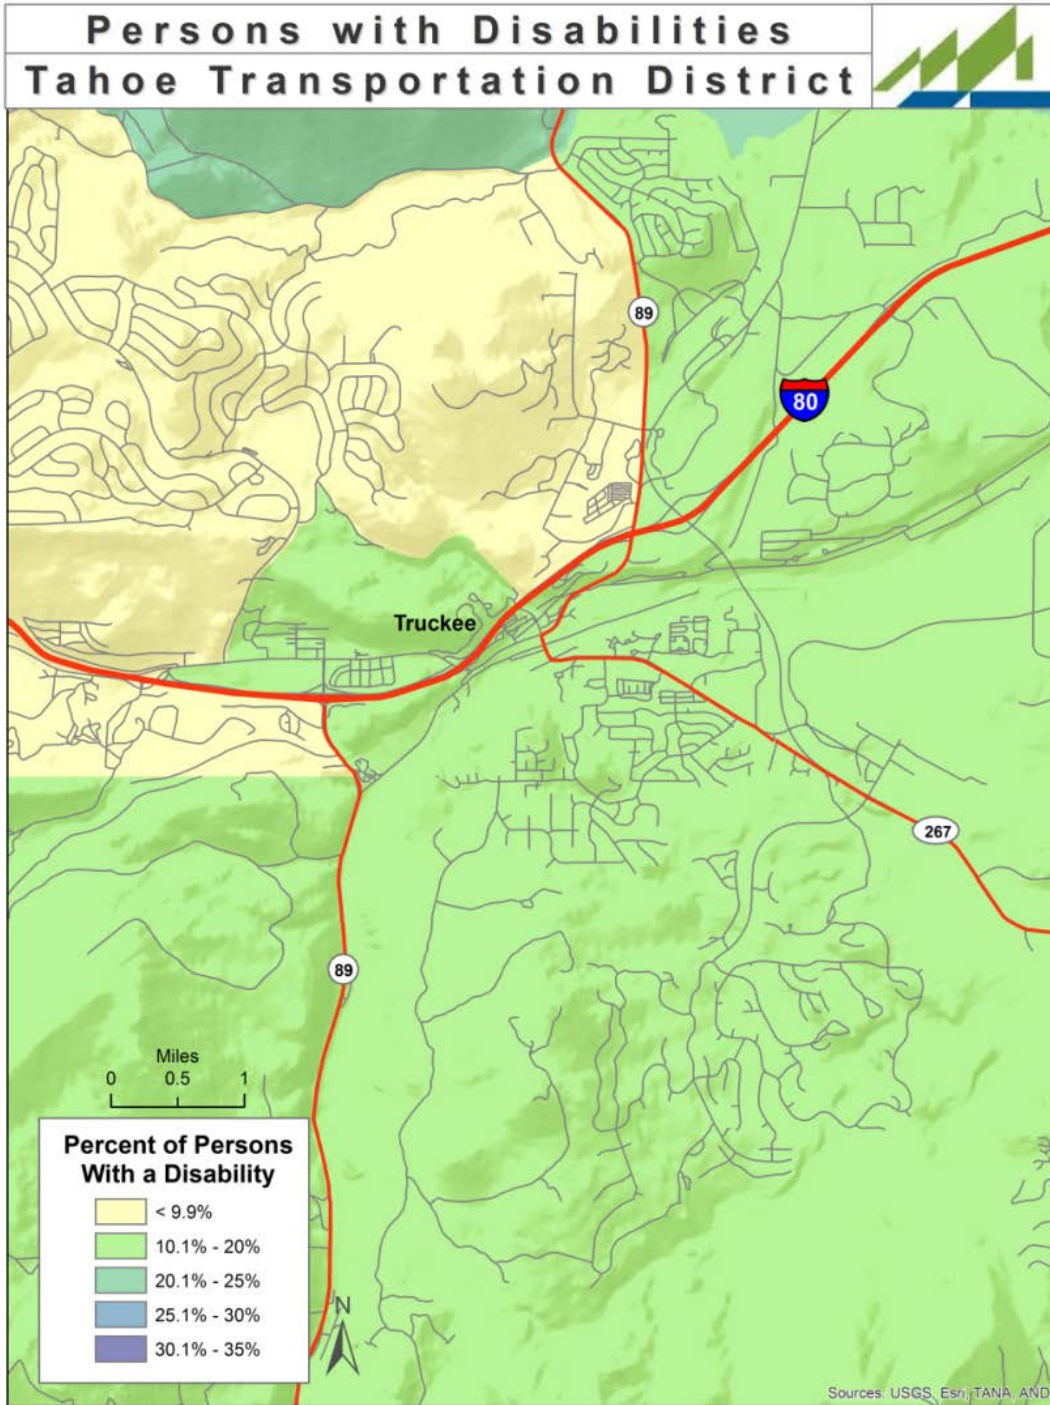 Persons with Disabilities
Tahoe Transportation District
89
80
Truckee
267
89
Miles
0 0.5 1
Percent of Persons
With a Disability
< 9.9%
10.1% - 20%
20.1% - 25%
25.1% - 30%
30.1% - 35%
N
Sources: USGS, Esri, TANA, AND